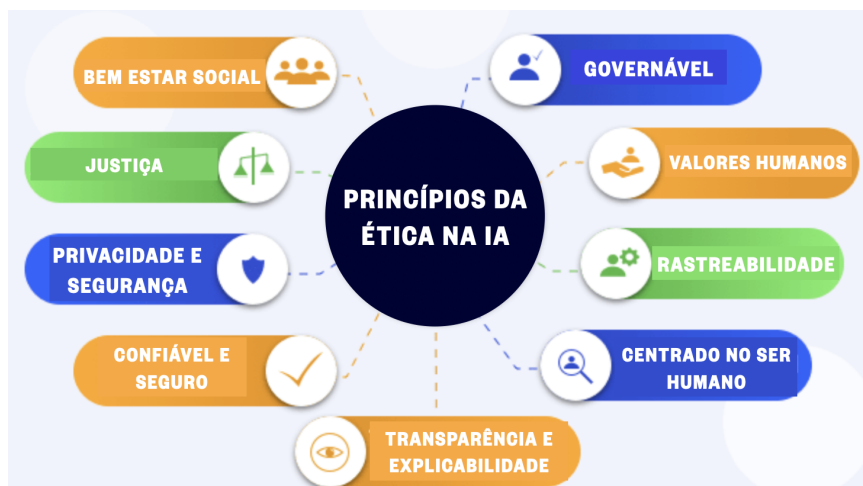 BEM ESTAR SOCIAL
GOVERNÁVEL
JUSTIÇA
VALORES HUMANOS
PRINCÍPIOS DA
ÉTICA NA IA
PRIVACIDADE E
SEGURANÇA
RASTREABILIDADE
CONFIÁVEL E
SEGURO
CENTRADO NO SER
HUMANO
TRANSPARÊNCIA E
EXPLICABILIDADE